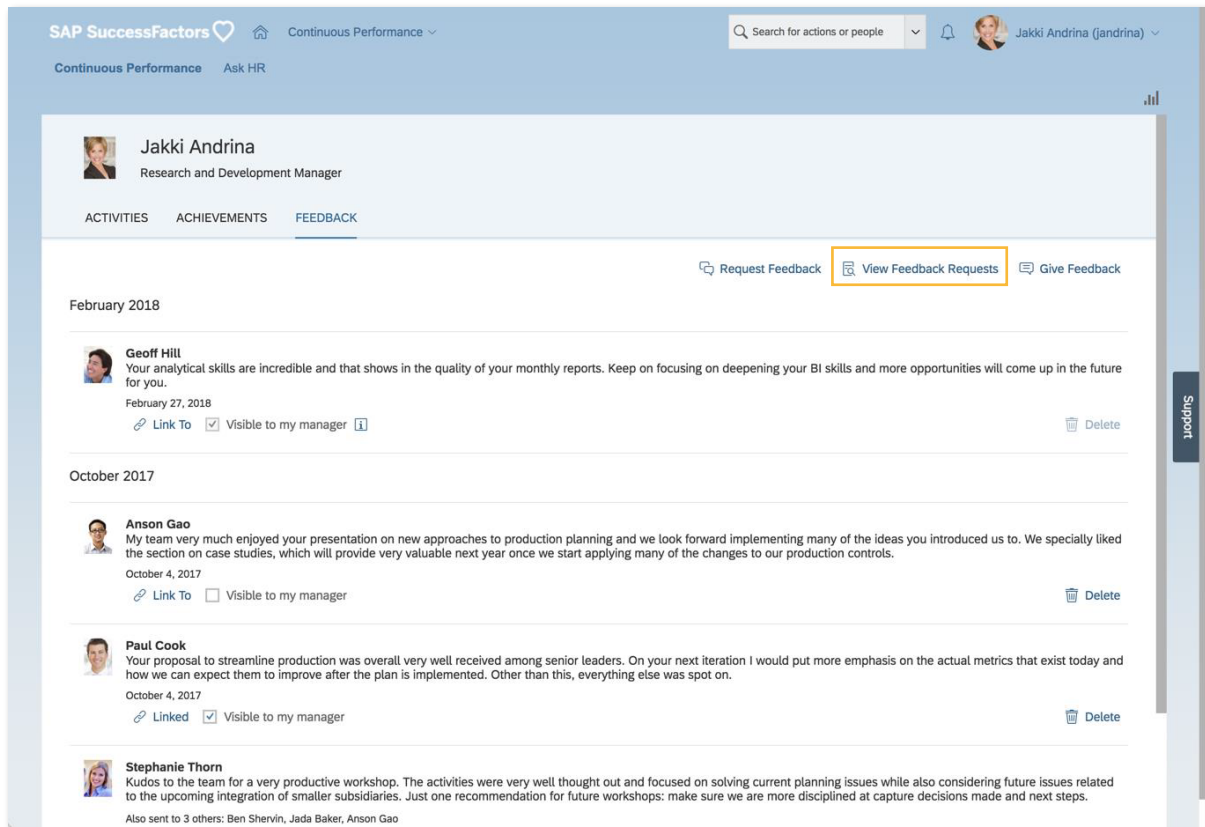 SAP SuccessFactors Continuous Performance Search for actions or people Jakki Andrina (jandrina)
Continuous Performance Ask HR
Jakki Andrina
Research and Development Manager
ACTIVITIES ACHIEVEMENTS FEEDBACK
Request Feedback View Feedback Requests Give Feedback
February 2018
Geoff Hill
Your analytical skills are incredible and that shows in the quality of your monthly reports. Keep on focusing on deepening your BI skills and more opportunities will come up in the future
for you.
February 27, 2018
Link To Visible to my manager i Delete
Support
October 2017
Anson Gao
My team very much enjoyed your presentation on new approaches to production planning and we look forward implementing many of the ideas you introduced us to. We specially liked
the section on case studies, which will provide very valuable next year once we start applying many of the changes to our production controls.
October 4, 2017
Link To Visible to my manager Delete
Paul Cook
Your proposal to streamline production was overall very well received among senior leaders. On your next iteration I would put more emphasis on the actual metrics that exist today and
how we can expect them to improve after the plan is implemented. Other than this, everything else was spot on.
October 4, 2017
Linked Visible to my manager Delete
Stephanie Thorn
Kudos to the team for a very productive workshop. The activities were very well thought out and focused on solving current planning issues while also considering future issues related
to the upcoming integration of smaller subsidiaries. Just one recommendation for future workshops: make sure we are more disciplined at capture decisions made and next steps.
Also sent to 3 others: Ben Shervin, Jada Baker, Anson Gao